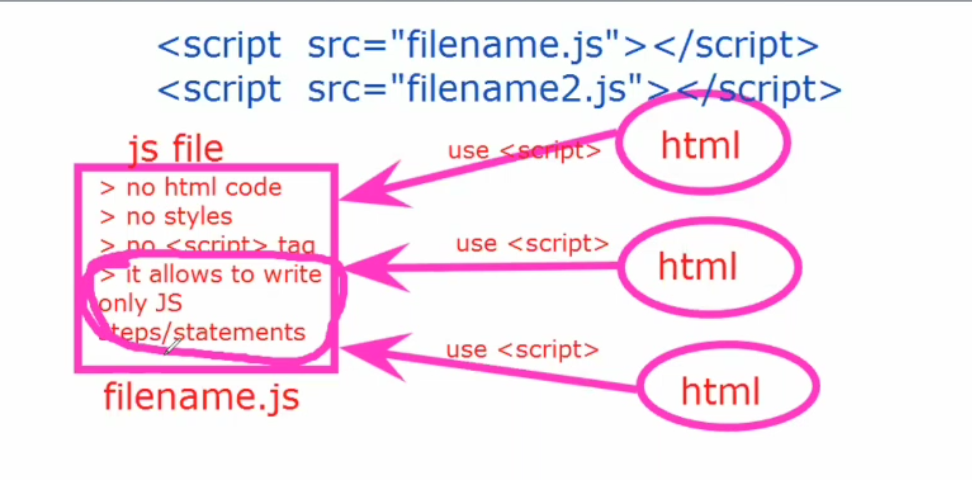 <script src="filename.js"></script>
<script src="filename2.js"></script>
js file
> no html code
> no styles
> no <script> tag
> it allows to write
only JS
steps/statements
filename.js
use <script>
html
use <script>
html
use <script>
html